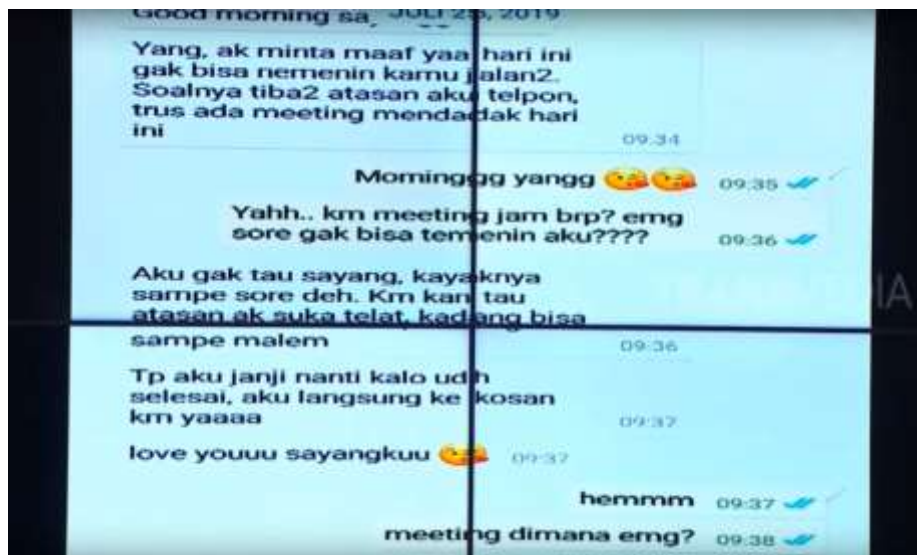 Good morning sa
JULI 25, 2019
Yang, ak minta maaf yaa hari ini
gak bisa nemenin kamu jalan2.
Soalnya tiba2 atasan aku telpon,
trus ada meeting mendadak hari
ini
09:34
Morninggg yangg 😘😘 09:35
Yahh.. km meeting jam brp? emg
sore gak bisa temenin aku????
09:36
Aku gak tau sayang, kayaknya
sampe sore deh. Km kan tau
atasan ak suka telat, kadang bisa
sampe malem
09:36
Tp aku janji nanti kalo udh
selesai, aku langsung ke kosan
km yaaaa
09:37
love youuu sayangkuu 😘 09:37
hemmm 09:37
meeting dimana emg? 09:38